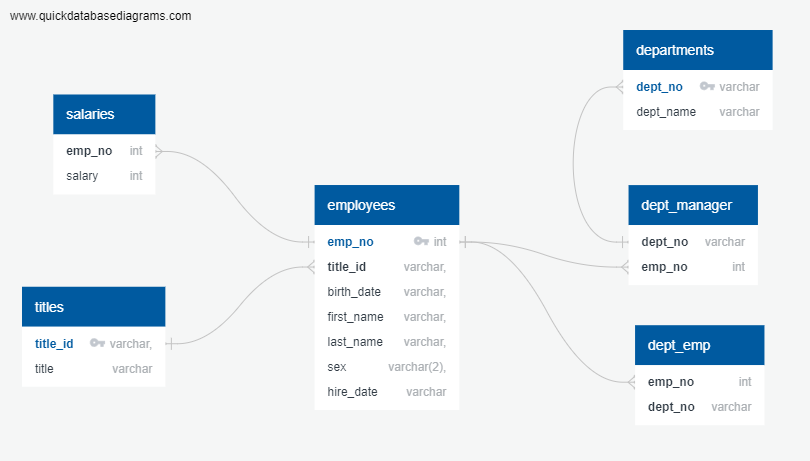 www.quickdatabasediagrams.com
salaries
emp_no int
salary int
titles
title_id varchar,
title varchar
employees
emp_no int
title_id varchar,
birth_date varchar,
first_name varchar,
last_name varchar,
sex varchar(2),
hire_date varchar
departments
dept_no varchar
dept_name varchar
dept_manager
dept_no varchar
emp_no int
dept_emp
emp_no int
dept_no varchar